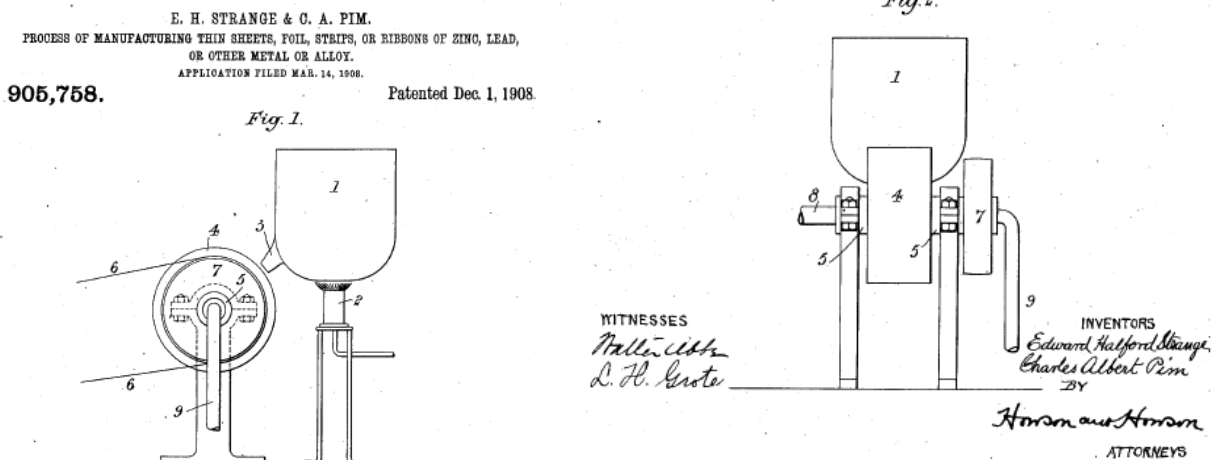 E. H. STRANGE & C. A. PIM.
PROCESS OF MANUFACTURING THIN SHEETS, FOIL, STRIPS, OR RIBBONS OF ZINC, LEAD,
OR OTHER METAL OR ALLOY.
APPLICATION FILED MAR. 14, 1908.
905,758.
Patented Dec. 1, 1908.
Fig. 1.
1
3
4
6
7
5
2
6
9
Fig. 2.
1
8
4
7
5
5
9
WITNESSES
Walter
L. H. Grote
INVENTORS
Edward Halford Strange
Charles Albert Pim
BY
Howson and Howson
ATTORNEYS